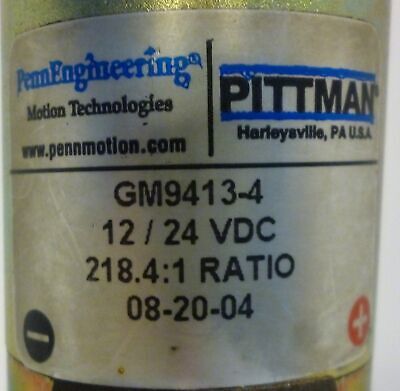 PennEngineering®
Motion Technologies
www.pennmotion.com
PITTMAN®
Harleysville, PA U.S.A.
GM9413-4
12 / 24 VDC
218.4:1 RATIO
08-20-04
- +